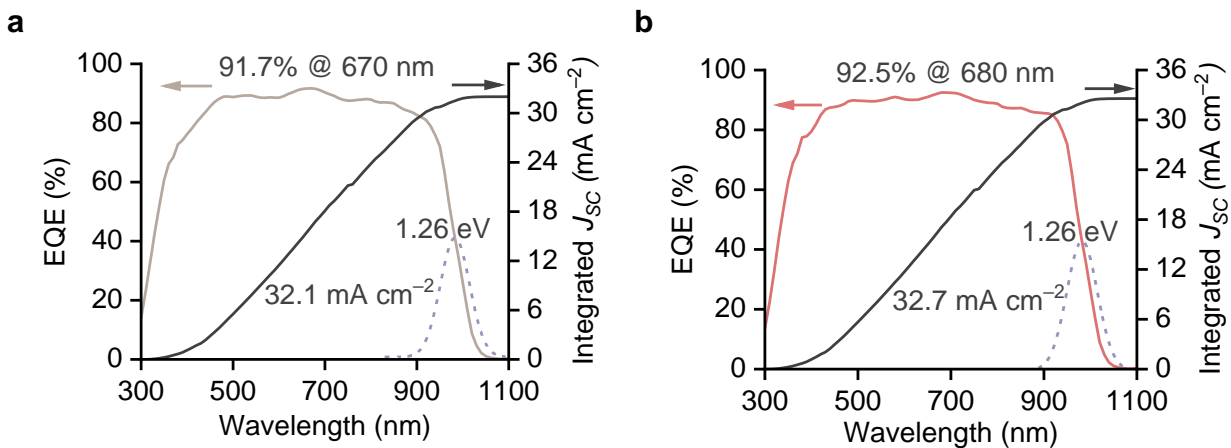 a
91.7% @ 670 nm
1.26 eV
32.1 mA cm⁻²
EQE (%)
0
20
40
60
80
100
Integrated J_SC (mA cm⁻²)
0
6
12
18
24
30
36
300
500
700
900
1100
Wavelength (nm)
b
92.5% @ 680 nm
1.26 eV
32.7 mA cm⁻²
EQE (%)
0
20
40
60
80
100
Integrated J_SC (mA cm⁻²)
0
6
12
18
24
30
36
300
500
700
900
1100
Wavelength (nm)